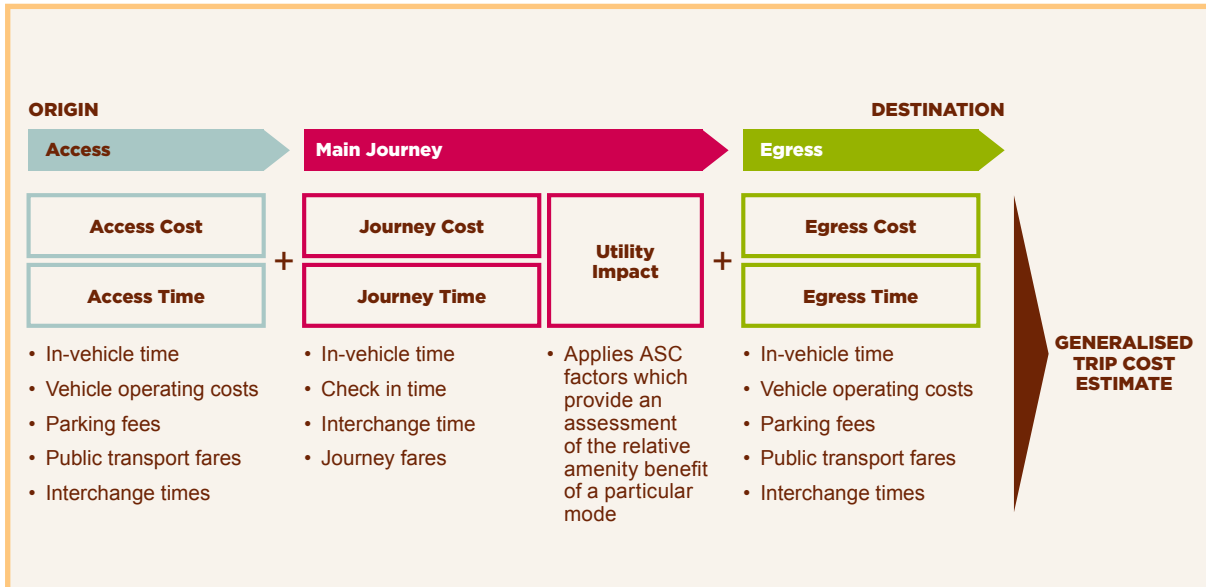 ORIGIN
DESTINATION
Access
Main Journey
Egress
Access Cost
Access Time
+
Journey Cost
Journey Time
Utility
Impact
+
Egress Cost
Egress Time
• In-vehicle time
• Vehicle operating costs
• Parking fees
• Public transport fares
• Interchange times
• In-vehicle time
• Check in time
• Interchange time
• Journey fares
• Applies ASC
factors which
provide an
assessment
of the relative
amenity benefit
of a particular
mode
• In-vehicle time
• Vehicle operating costs
• Parking fees
• Public transport fares
• Interchange times
GENERALISED
TRIP COST
ESTIMATE